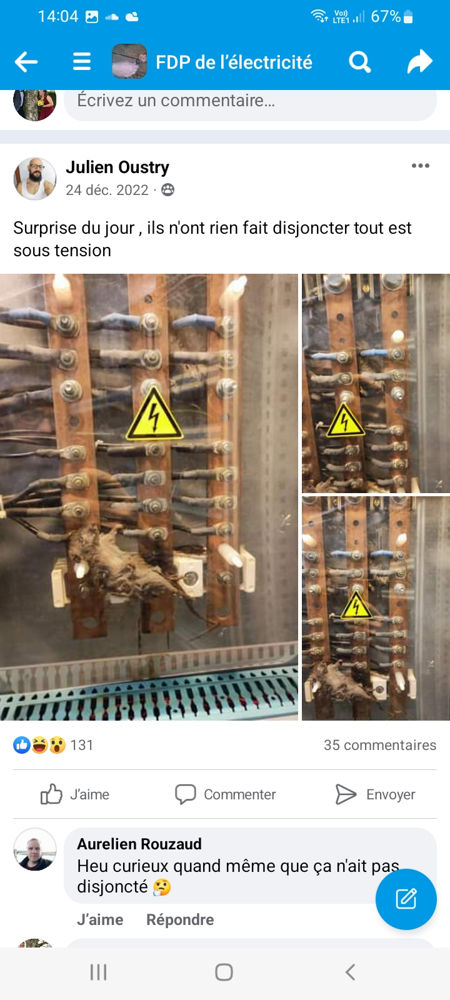 14:04 Vo)) LTE1 67%
FDP de l’électricité
Écrivez un commentaire...
Julien Oustry
24 déc. 2022 ·
Surprise du jour , ils n'ont rien fait disjoncter tout est
sous tension
131 35 commentaires
J’aime Commenter Envoyer
Aurelien Rouzaud
Heu curieux quand même que ça n'ait pas
disjoncté 🤔
J’aime Répondre